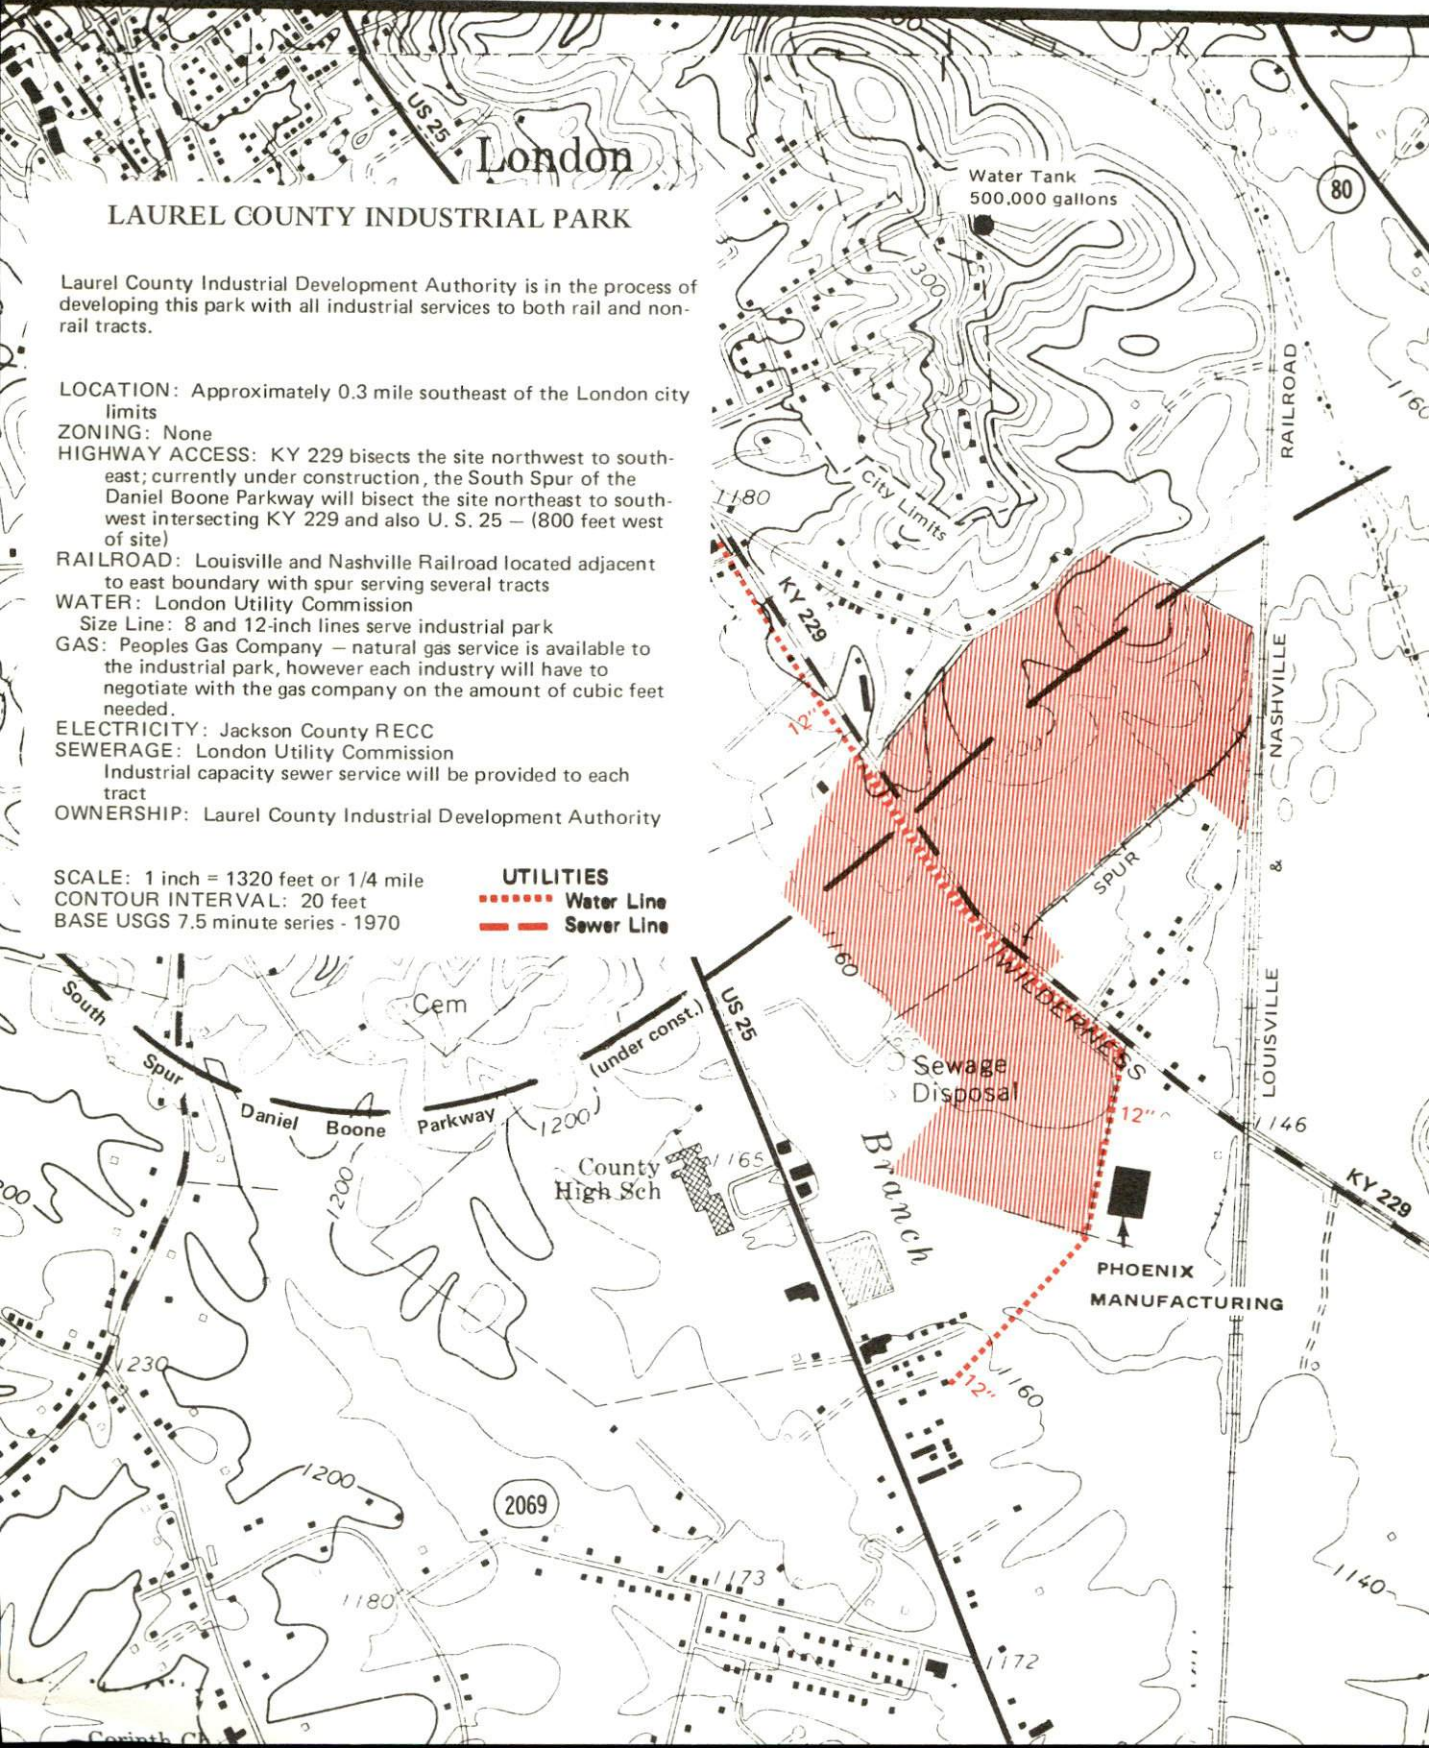 US 25
London
LAUREL COUNTY INDUSTRIAL PARK
Laurel County Industrial Development Authority is in the process of
developing this park with all industrial services to both rail and non-
rail tracts.
LOCATION: Approximately 0.3 mile southeast of the London city
limits
ZONING: None
HIGHWAY ACCESS: KY 229 bisects the site northwest to south-
east; currently under construction, the South Spur of the
Daniel Boone Parkway will bisect the site northeast to south-
west intersecting KY 229 and also U. S. 25 — (800 feet west
of site)
RAILROAD: Louisville and Nashville Railroad located adjacent
to east boundary with spur serving several tracts
WATER: London Utility Commission
Size Line: 8 and 12-inch lines serve industrial park
GAS: Peoples Gas Company — natural gas service is available to
the industrial park, however each industry will have to
negotiate with the gas company on the amount of cubic feet
needed.
ELECTRICITY: Jackson County RECC
SEWERAGE: London Utility Commission
Industrial capacity sewer service will be provided to each
tract
OWNERSHIP: Laurel County Industrial Development Authority
SCALE: 1 inch = 1320 feet or 1/4 mile
CONTOUR INTERVAL: 20 feet
BASE USGS 7.5 minute series - 1970
UTILITIES
Water Line
Sewer Line
Water Tank
500,000 gallons
80
300
1160
RAILROAD
City Limits
1180
KY 229
12"
NASHVILLE
&
SPUR
LOUISVILLE
1160
WILDERNESS
Sewage
Disposal
12"
1146
KY 229
Branch
PHOENIX
MANUFACTURING
12"
1160
South
Spur
Daniel
Boone
Parkway
(under const.)
US 25
Cem
1200
1200
County
High Sch
1165
1230
1200
2069
1180
1173
1172
1140